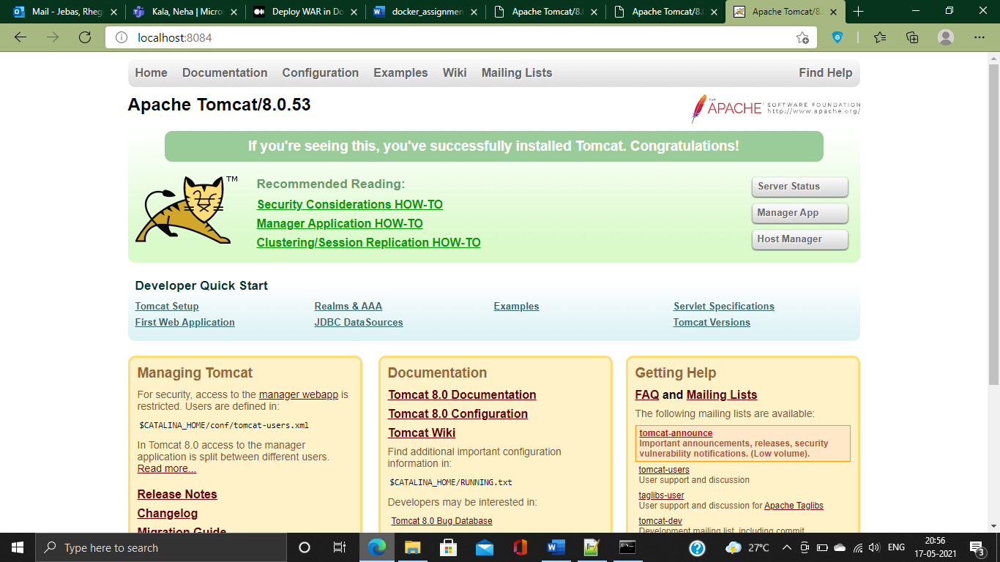 Mail - Jebas, Rheg
Kala, Neha | Micros
Deploy WAR in Do
docker_assignmen
Apache Tomcat/8.0
Apache Tomcat/8.0
Apache Tomcat/8.
localhost:8084
Home Documentation Configuration Examples Wiki Mailing Lists Find Help
Apache Tomcat/8.0.53
THE APACHE SOFTWARE FOUNDATION
http://www.apache.org/
If you're seeing this, you've successfully installed Tomcat. Congratulations!
TM
Recommended Reading:
Security Considerations HOW-TO
Manager Application HOW-TO
Clustering/Session Replication HOW-TO
Server Status
Manager App
Host Manager
Developer Quick Start
Tomcat Setup
First Web Application
Realms & AAA
JDBC DataSources
Examples
Servlet Specifications
Tomcat Versions
Managing Tomcat
For security, access to the manager webapp is
restricted. Users are defined in:
$CATALINA_HOME/conf/tomcat-users.xml
In Tomcat 8.0 access to the manager
application is split between different users.
Read more...
Release Notes
Changelog
Migration Guide
Documentation
Tomcat 8.0 Documentation
Tomcat 8.0 Configuration
Tomcat Wiki
Find additional important configuration
information in:
$CATALINA_HOME/RUNNING.txt
Developers may be interested in:
Tomcat 8.0 Bug Database
Getting Help
FAQ and Mailing Lists
The following mailing lists are available:
tomcat-announce
Important announcements, releases, security
vulnerability notifications. (Low volume).
tomcat-users
User support and discussion
taglibs-user
User support and discussion for Apache Taglibs
tomcat-dev
Development mailing list, including commit
Type here to search
27°C
ENG
20:56
17-05-2021
3